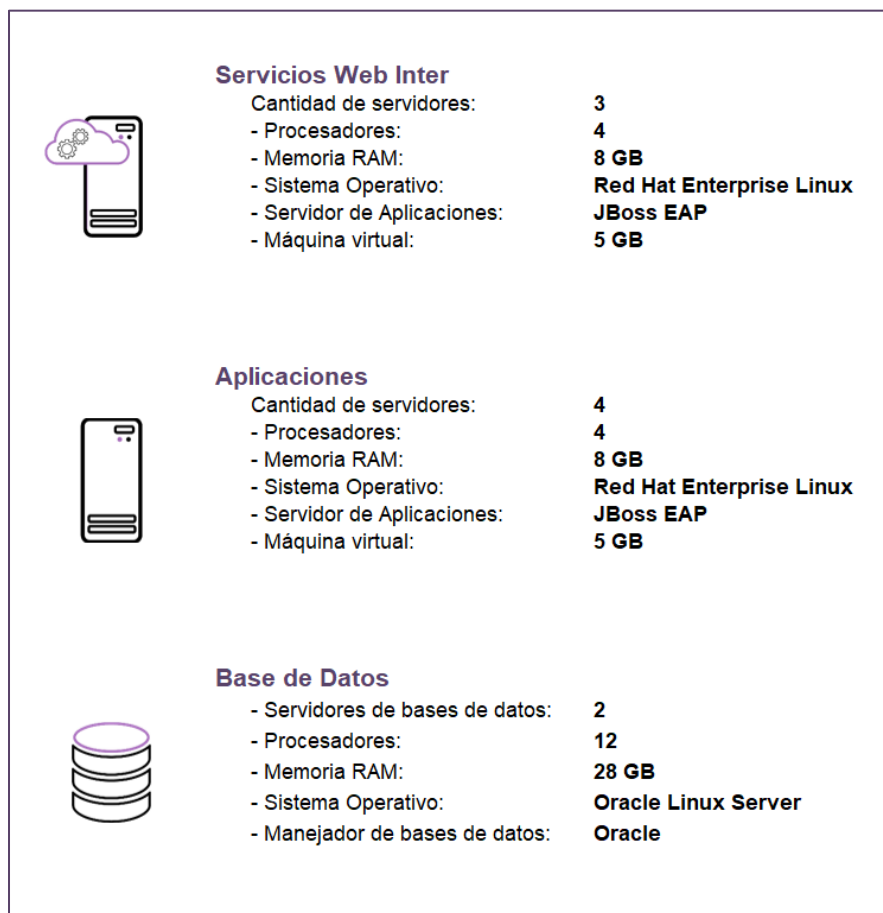 Servicios Web Inter
Cantidad de servidores: 3
- Procesadores: 4
- Memoria RAM: 8 GB
- Sistema Operativo: Red Hat Enterprise Linux
- Servidor de Aplicaciones: JBoss EAP
- Máquina virtual: 5 GB
Aplicaciones
Cantidad de servidores: 4
- Procesadores: 4
- Memoria RAM: 8 GB
- Sistema Operativo: Red Hat Enterprise Linux
- Servidor de Aplicaciones: JBoss EAP
- Máquina virtual: 5 GB
Base de Datos
- Servidores de bases de datos: 2
- Procesadores: 12
- Memoria RAM: 28 GB
- Sistema Operativo: Oracle Linux Server
- Manejador de bases de datos: Oracle